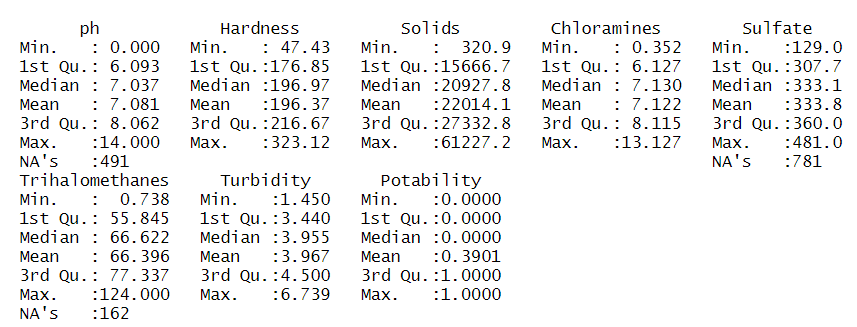 ph Hardness Solids Chloramines Sulfate
Min. : 0.000 Min. : 47.43 Min. : 320.9 Min. : 0.352 Min. :129.0
1st Qu.: 6.093 1st Qu.:176.85 1st Qu.:15666.7 1st Qu.: 6.127 1st Qu.:307.7
Median : 7.037 Median :196.97 Median :20927.8 Median : 7.130 Median :333.1
Mean : 7.081 Mean :196.37 Mean :22014.1 Mean : 7.122 Mean :333.8
3rd Qu.: 8.062 3rd Qu.:216.67 3rd Qu.:27332.8 3rd Qu.: 8.115 3rd Qu.:360.0
Max. :14.000 Max. :323.12 Max. :61227.2 Max. :13.127 Max. :481.0
NA's :491 NA's :781
Trihalomethanes Turbidity Potability
Min. : 0.738 Min. :1.450 Min. :0.0000
1st Qu.: 55.845 1st Qu.:3.440 1st Qu.:0.0000
Median : 66.622 Median :3.955 Median :0.0000
Mean : 66.396 Mean :3.967 Mean :0.3901
3rd Qu.: 77.337 3rd Qu.:4.500 3rd Qu.:1.0000
Max. :124.000 Max. :6.739 Max. :1.0000
NA's :162